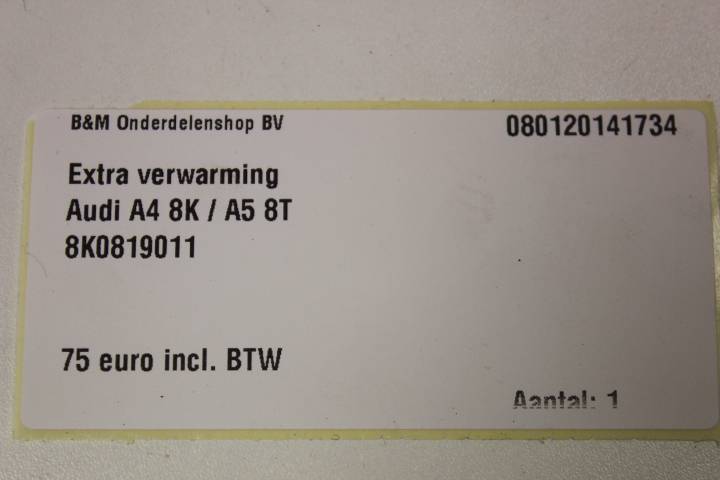 B&M Onderdelenshop BV 080120141734
Extra verwarming
Audi A4 8K / A5 8T
8K0819011
75 euro incl. BTW
Aantal: 1